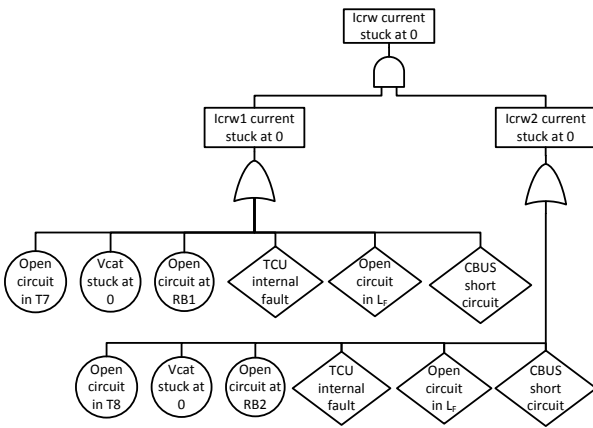 Icrw current
stuck at 0
Icrw1 current
stuck at 0
Icrw2 current
stuck at 0
Open
circuit
in T7
Vcat
stuck at
0
Open
circuit at
RB1
TCU
internal
fault
Open
circuit
in LF
CBUS
short
circuit
Open
circuit
in T8
Vcat
stuck at
0
Open
circuit at
RB2
TCU
internal
fault
Open
circuit
in LF
CBUS
short
circuit